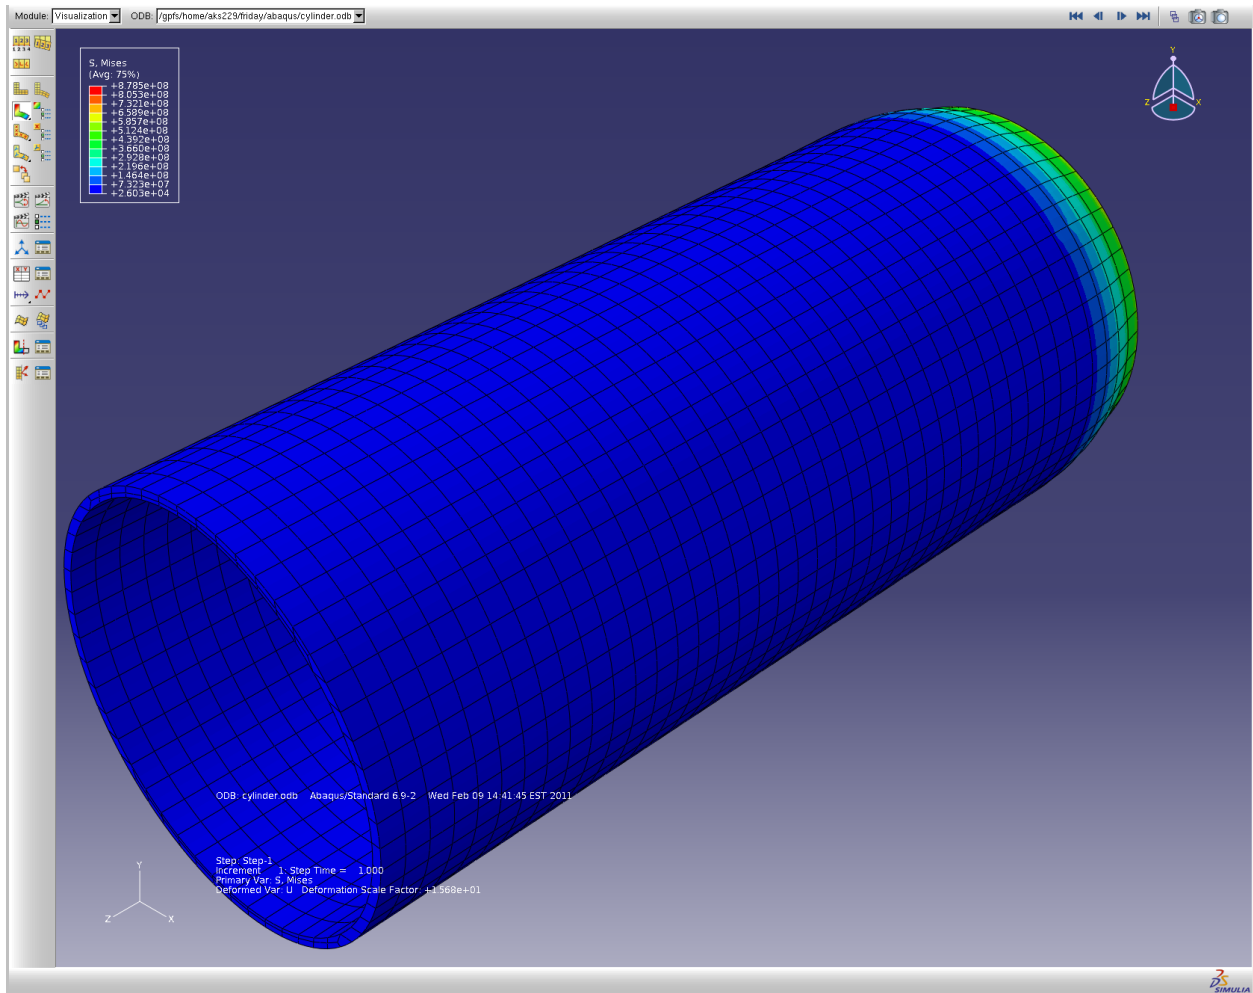 Module: Visualization ODB: /gpfs/home/aks229/friday/abaqus/cylinder.odb
S, Mises
(Avg: 75%)
+8.785e+08
+8.053e+08
+7.321e+08
+6.589e+08
+5.857e+08
+5.124e+08
+4.392e+08
+3.660e+08
+2.928e+08
+2.196e+08
+1.464e+08
+7.323e+07
+2.603e+04
Y
Z X
ODB: cylinder.odb Abaqus/Standard 6.9-2 Wed Feb 09 14:41:45 EST 2011
Step: Step-1
Increment 1: Step Time = 1.000
Primary Var: S, Mises
Deformed Var: U Deformation Scale Factor: +1.568e+01
Y
Z X
SIMULIA